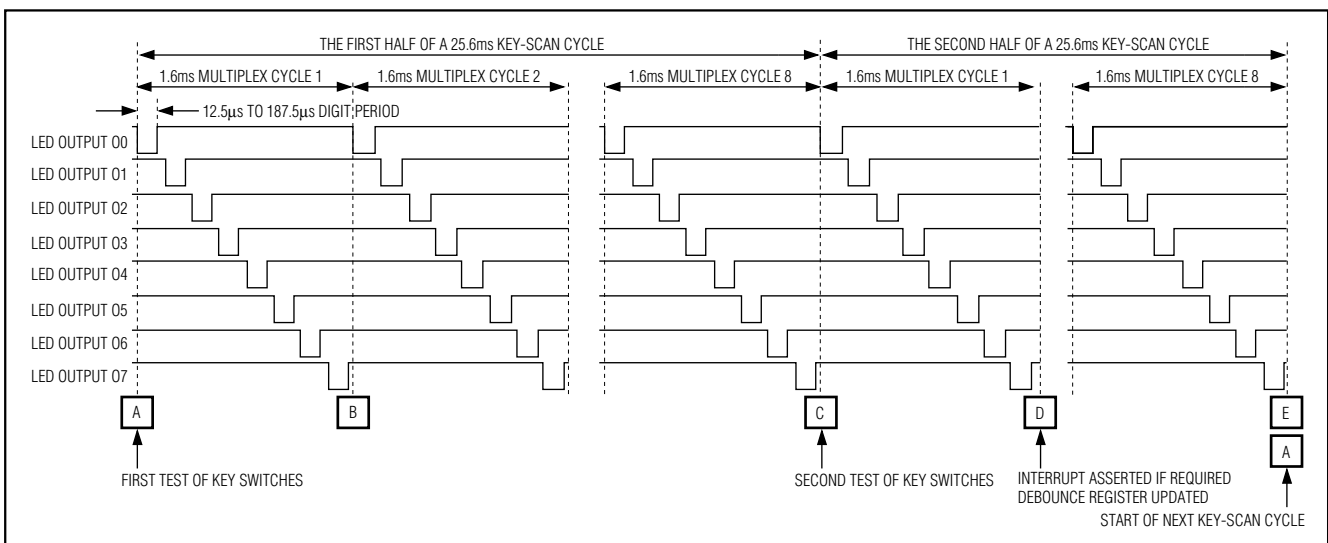 THE FIRST HALF OF A 25.6ms KEY-SCAN CYCLE
THE SECOND HALF OF A 25.6ms KEY-SCAN CYCLE
1.6ms MULTIPLEX CYCLE 1
1.6ms MULTIPLEX CYCLE 2
1.6ms MULTIPLEX CYCLE 8
1.6ms MULTIPLEX CYCLE 1
1.6ms MULTIPLEX CYCLE 8
12.5µs TO 187.5µs DIGIT PERIOD
LED OUTPUT O0
LED OUTPUT O1
LED OUTPUT O2
LED OUTPUT O3
LED OUTPUT O4
LED OUTPUT O5
LED OUTPUT O6
LED OUTPUT O7
A
B
C
D
E
A
FIRST TEST OF KEY SWITCHES
SECOND TEST OF KEY SWITCHES
INTERRUPT ASSERTED IF REQUIRED
DEBOUNCE REGISTER UPDATED
START OF NEXT KEY-SCAN CYCLE